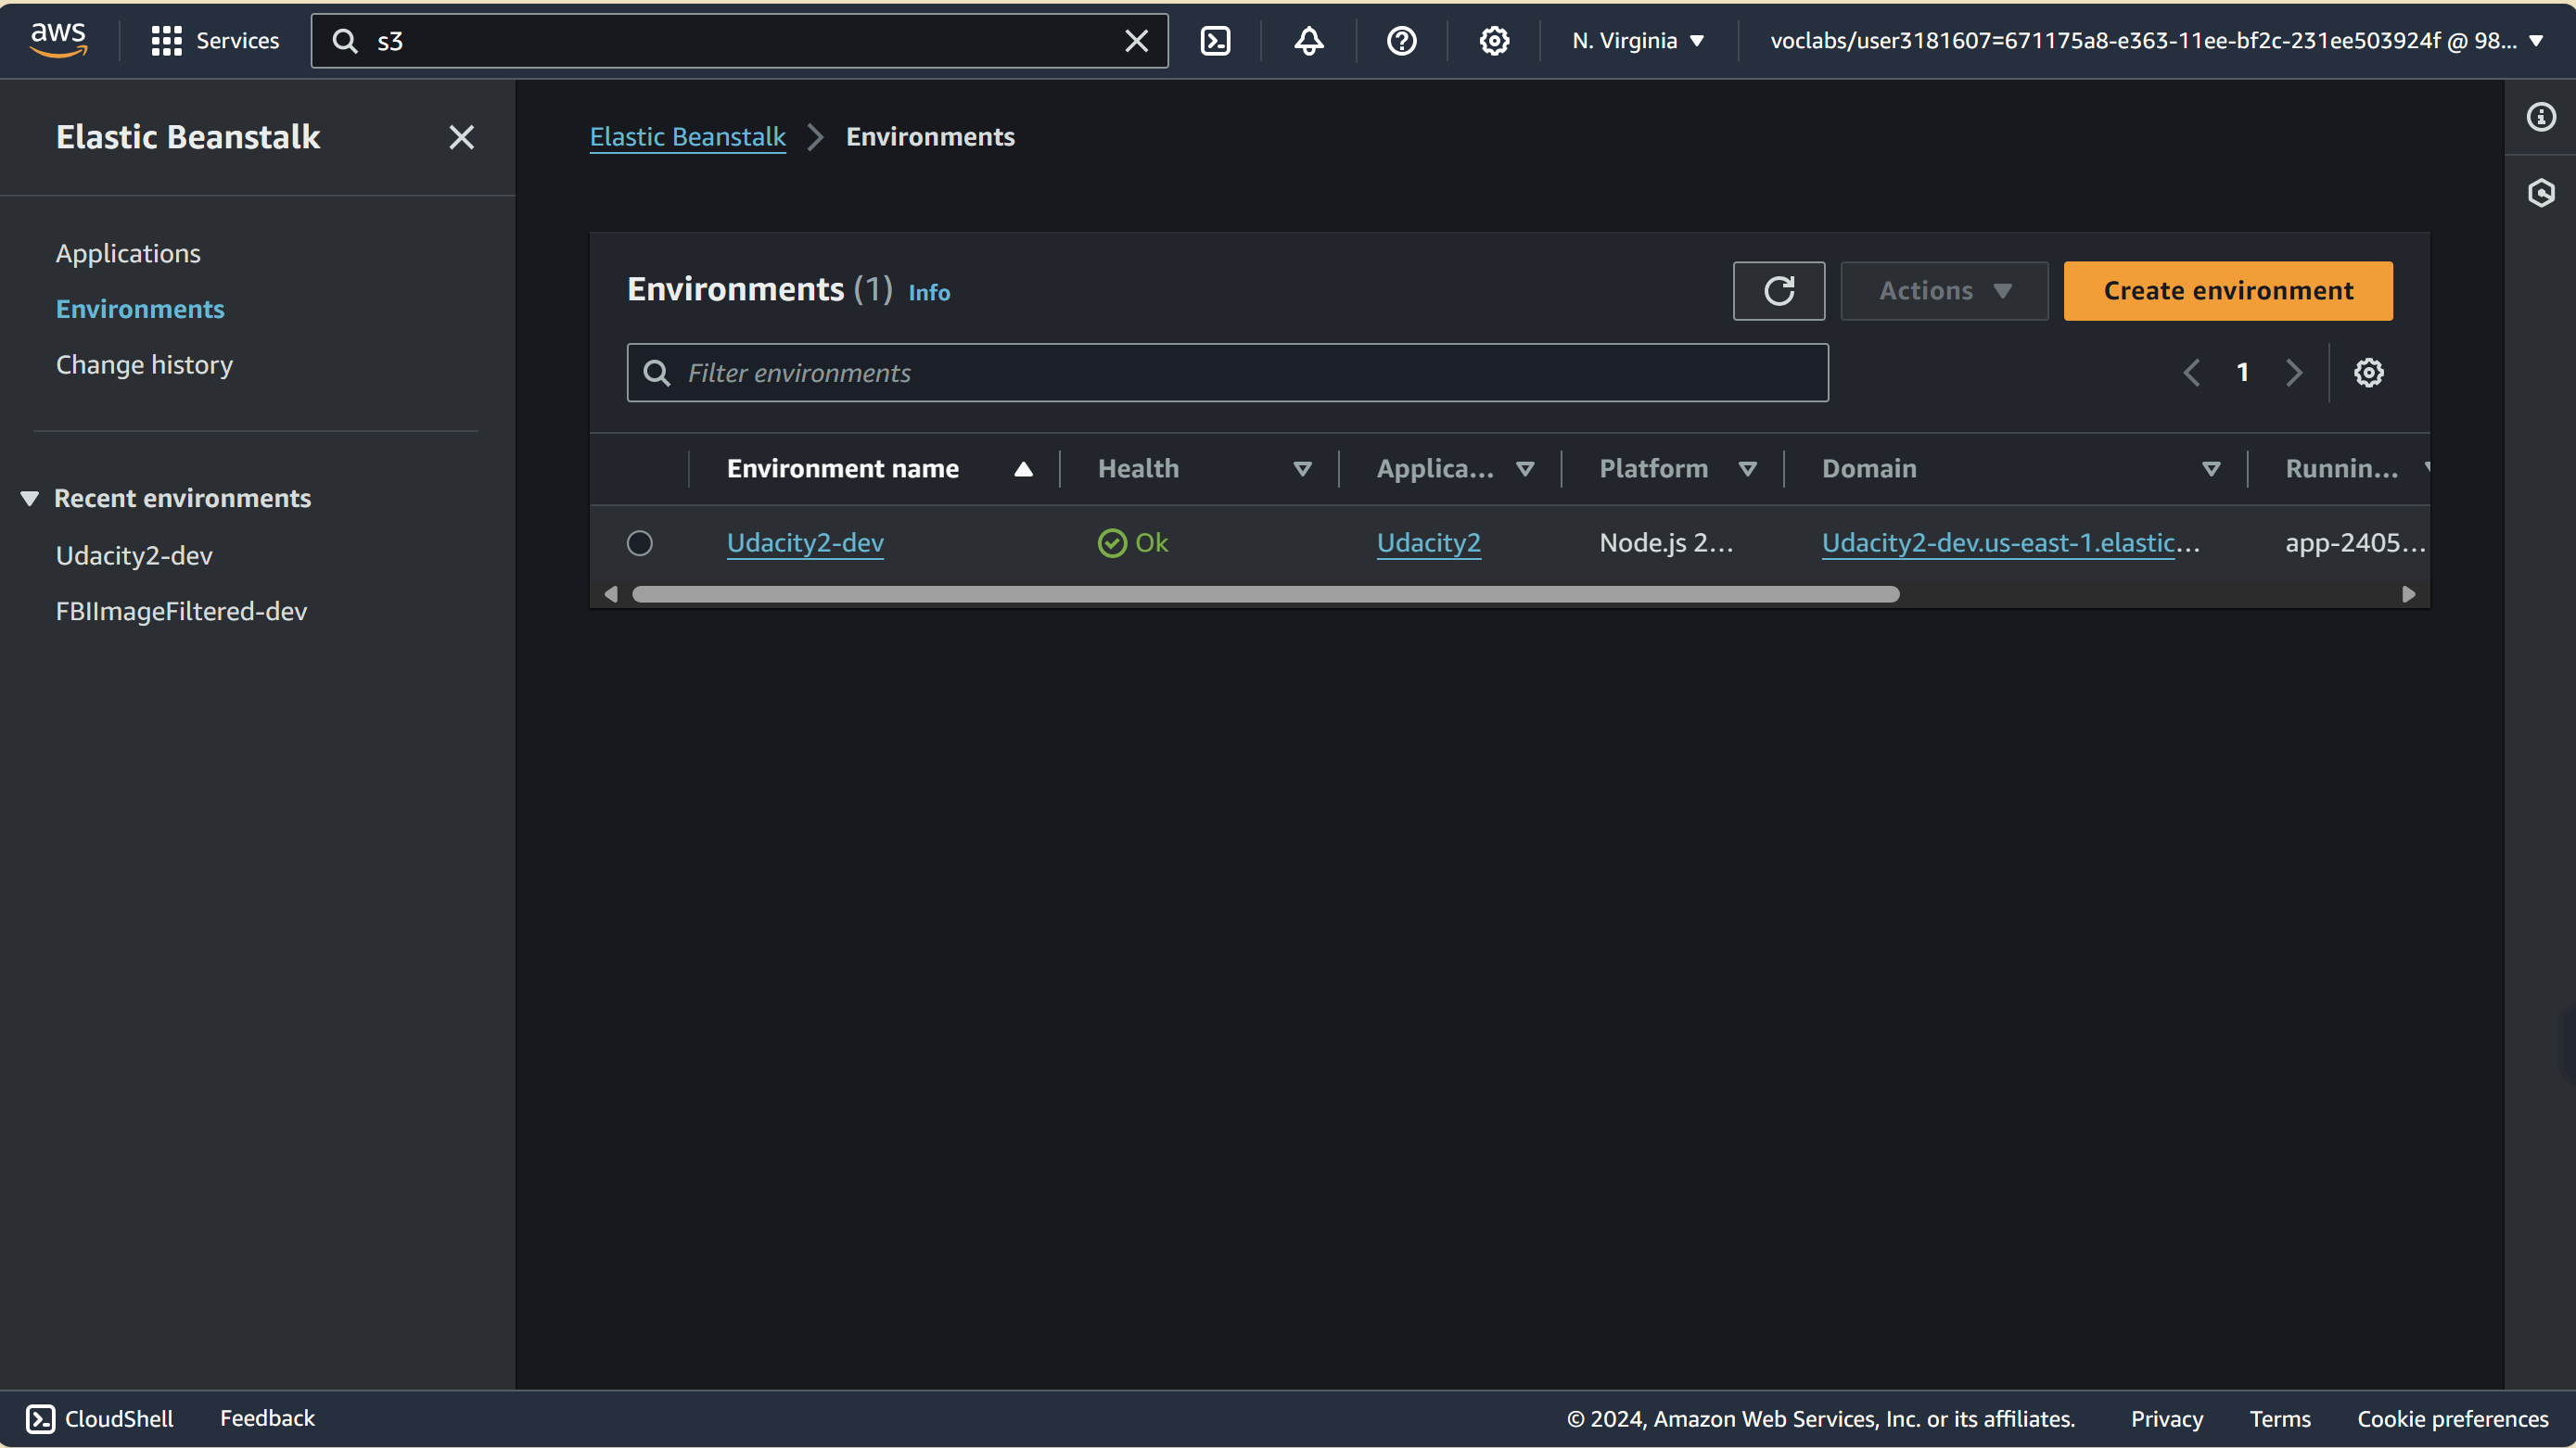 aws
Services
s3
N. Virginia
voclabs/user3181607=671175a8-e363-11ee-bf2c-231ee503924f @ 98...
Elastic Beanstalk
Applications
Environments
Change history
Recent environments
Udacity2-dev
FBIImageFiltered-dev
Elastic Beanstalk
Environments
Environments (1) Info
Actions
Create environment
Filter environments
1
Environment name Health Applica... Platform Domain Runnin...
Udacity2-dev Ok Udacity2 Node.js 2... Udacity2-dev.us-east-1.elastic... app-2405...
CloudShell Feedback
© 2024, Amazon Web Services, Inc. or its affiliates. Privacy Terms Cookie preferences